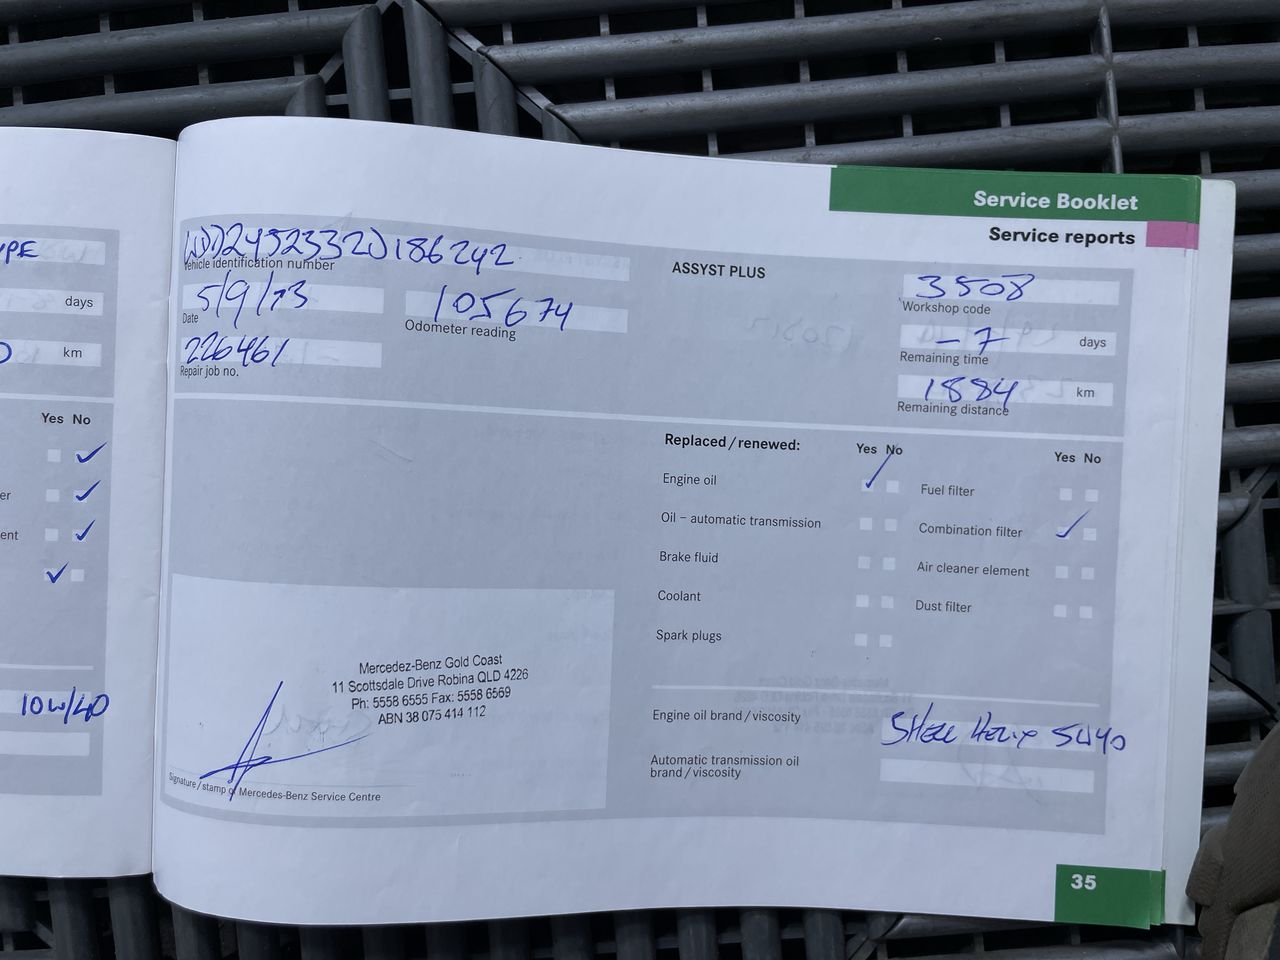 Service Booklet
Service reports
WDD2452332J186242
Vehicle identification number
5/9/13
Date
105674
Odometer reading
226461
Repair job no.
ASSYST PLUS
3508
Workshop code
-7 days
Remaining time
1884 km
Remaining distance
Replaced / renewed:
Yes No
Yes No
Engine oil
Fuel filter
Oil – automatic transmission
Combination filter
Brake fluid
Air cleaner element
Coolant
Dust filter
Spark plugs
Mercedez-Benz Gold Coast
11 Scottsdale Drive Robina QLD 4226
Ph: 5558 6555 Fax: 5558 6569
ABN 38 075 414 112
Signature / stamp of Mercedes-Benz Service Centre
Engine oil brand / viscosity
SHELL HELIX 5W40
Automatic transmission oil
brand / viscosity
35
days
km
Yes No
10W/40